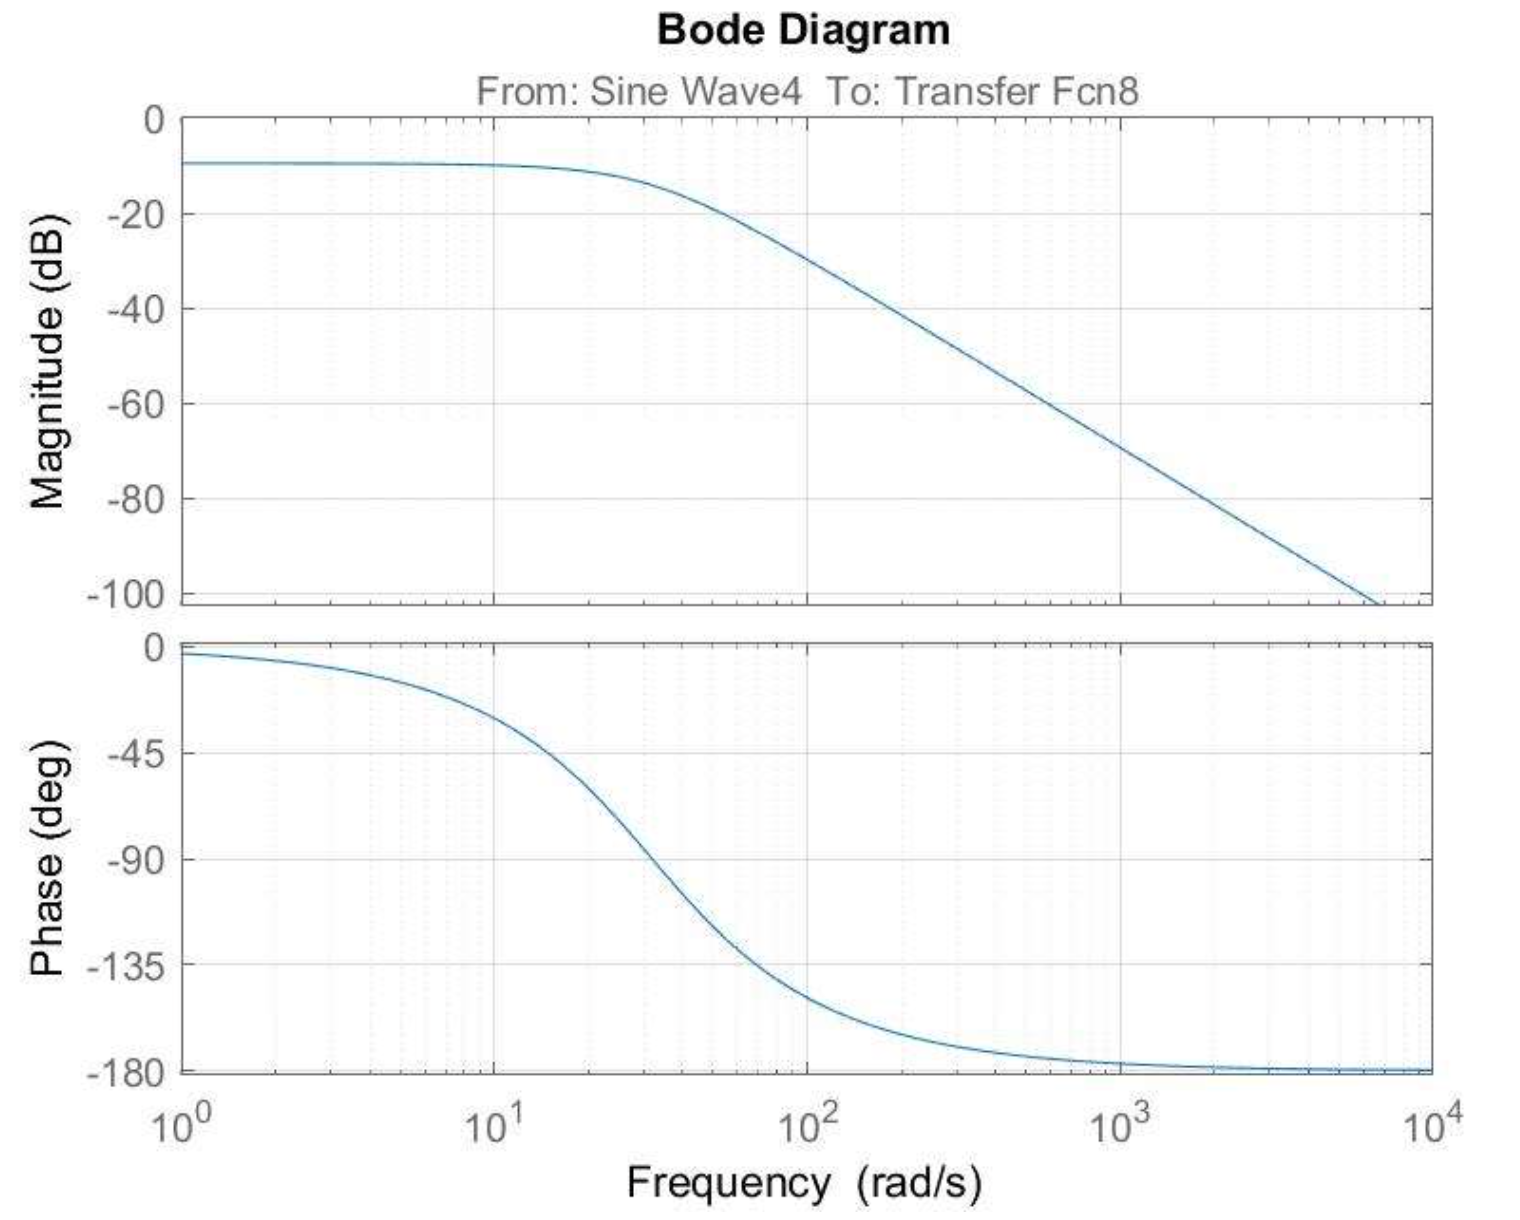 Bode Diagram
From: Sine Wave4 To: Transfer Fcn8
Magnitude (dB)
0
-20
-40
-60
-80
-100
Phase (deg)
0
-45
-90
-135
-180
10^0 10^1 10^2 10^3 10^4
Frequency (rad/s)